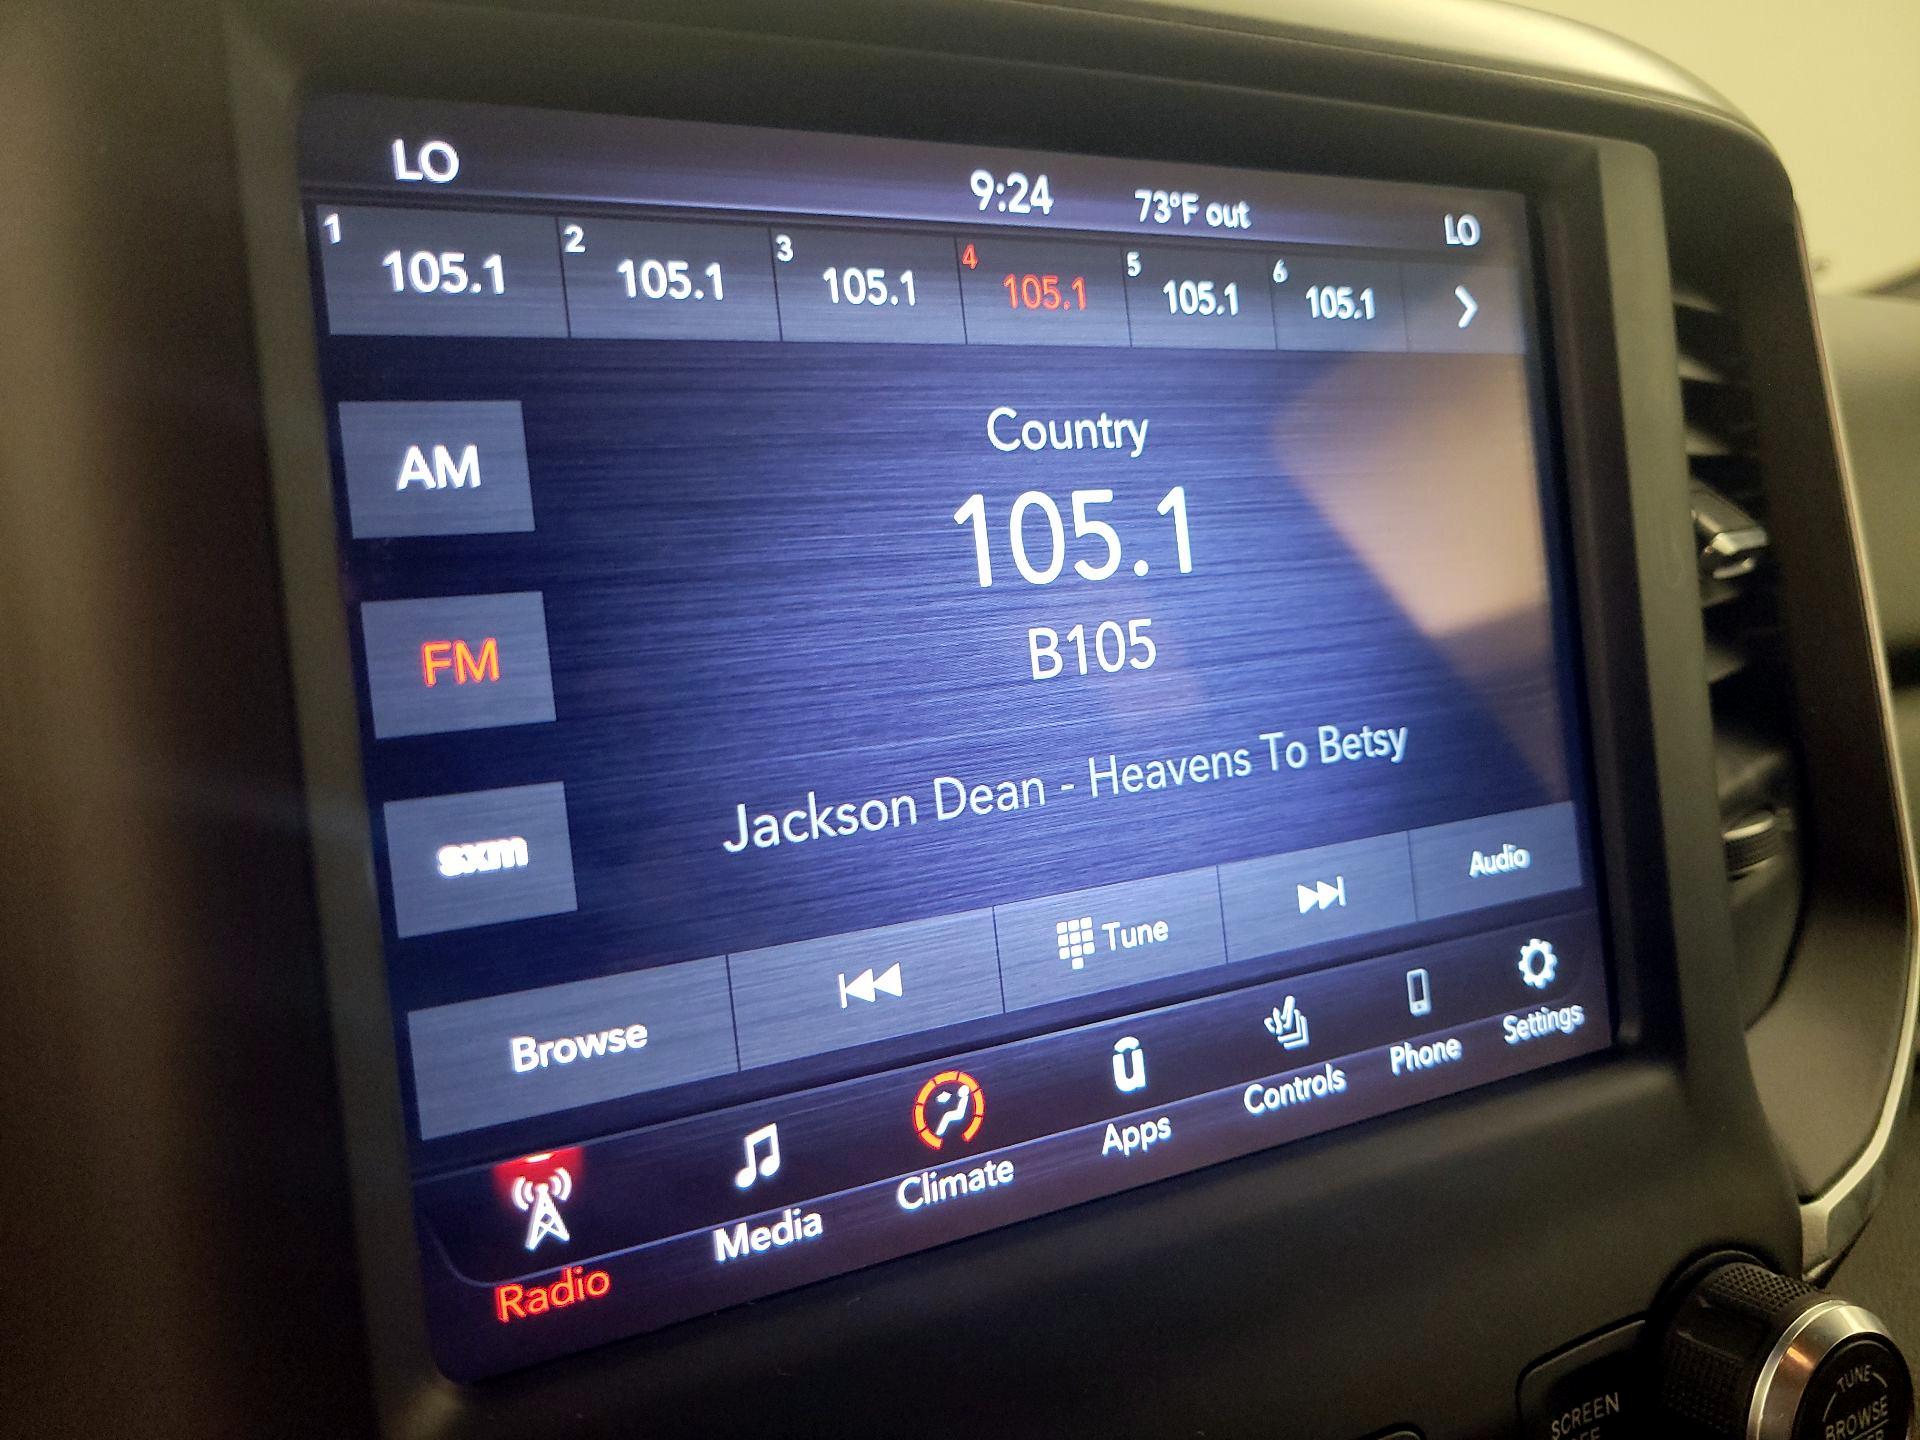 LO 9:24 73°F out LO
1 105.1 2 105.1 3 105.1 4 105.1 5 105.1 6 105.1
Country
AM
105.1
FM
B105
Jackson Dean - Heavens To Betsy
sxm
Browse Tune Audio
Radio Media Climate Apps Controls Phone Settings
SCREEN
TUNE
BROWSE